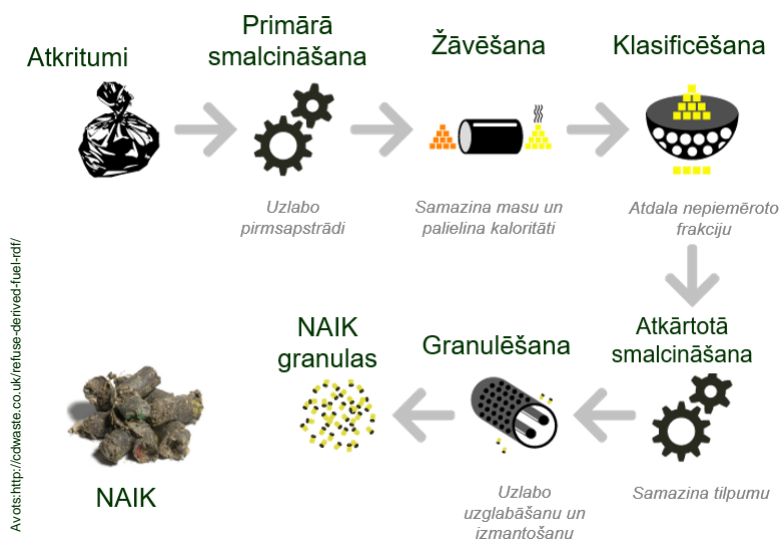 Atkritumi
Primārā
smalcināšana
Žāvēšana
Klasificēšana
Uzlabo
pirmsapstrādi
Samazina masu un
palielina kaloritāti
Atdala nepiemēroto
frakciju
Atkārtotā
smalcināšana
Granulēšana
NAIK
granulas
Samazina tilpumu
Uzlabo
uzglabāšanu un
izmantošanu
NAIK
Avots:http://cdwaste.co.uk/refuse-derived-fuel-rdf/